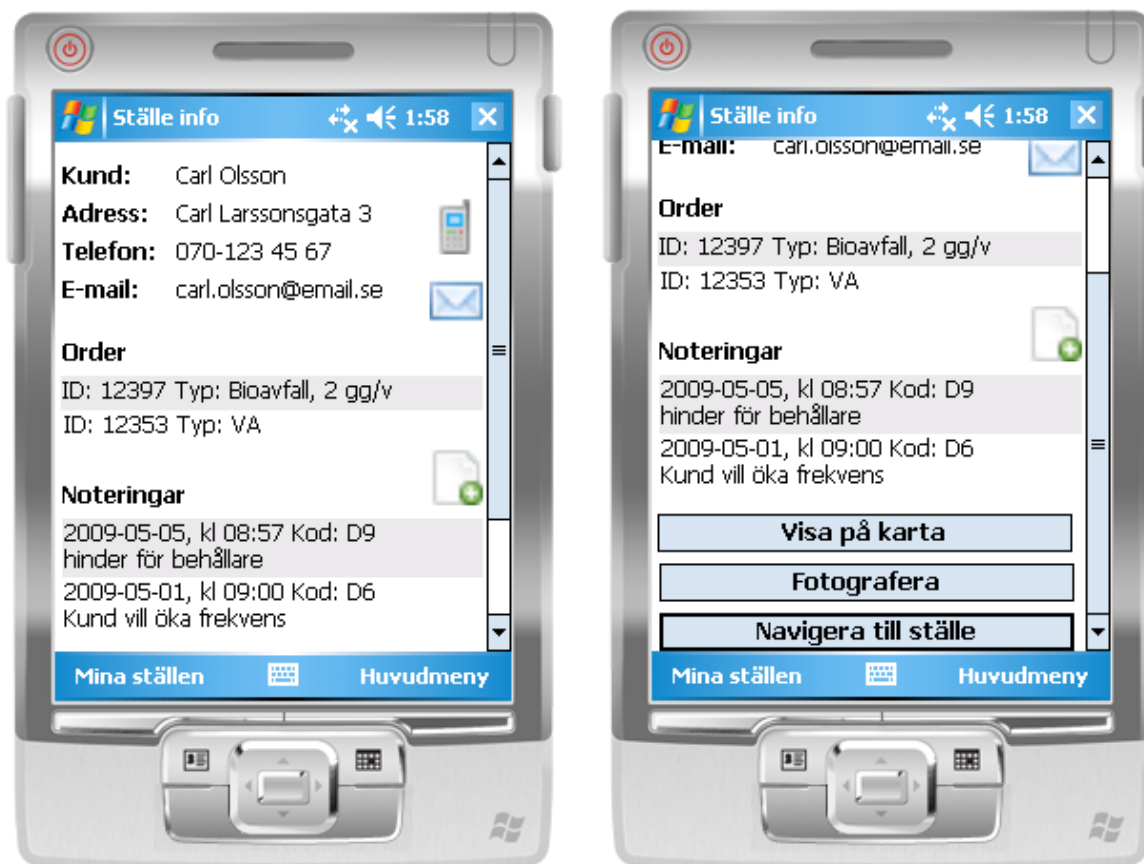 Ställe info 1:58
Kund: Carl Olsson
Adress: Carl Larssonsgata 3
Telefon: 070-123 45 67
E-mail: carl.olsson@email.se
Order
ID: 12397 Typ: Bioavfall, 2 gg/v
ID: 12353 Typ: VA
Noteringar
2009-05-05, kl 08:57 Kod: D9
hinder för behållare
2009-05-01, kl 09:00 Kod: D6
Kund vill öka frekvens
Mina ställen Huvudmeny
Ställe info 1:58
E-mail: carl.olsson@email.se
Order
ID: 12397 Typ: Bioavfall, 2 gg/v
ID: 12353 Typ: VA
Noteringar
2009-05-05, kl 08:57 Kod: D9
hinder för behållare
2009-05-01, kl 09:00 Kod: D6
Kund vill öka frekvens
Visa på karta
Fotografera
Navigera till ställe
Mina ställen Huvudmeny